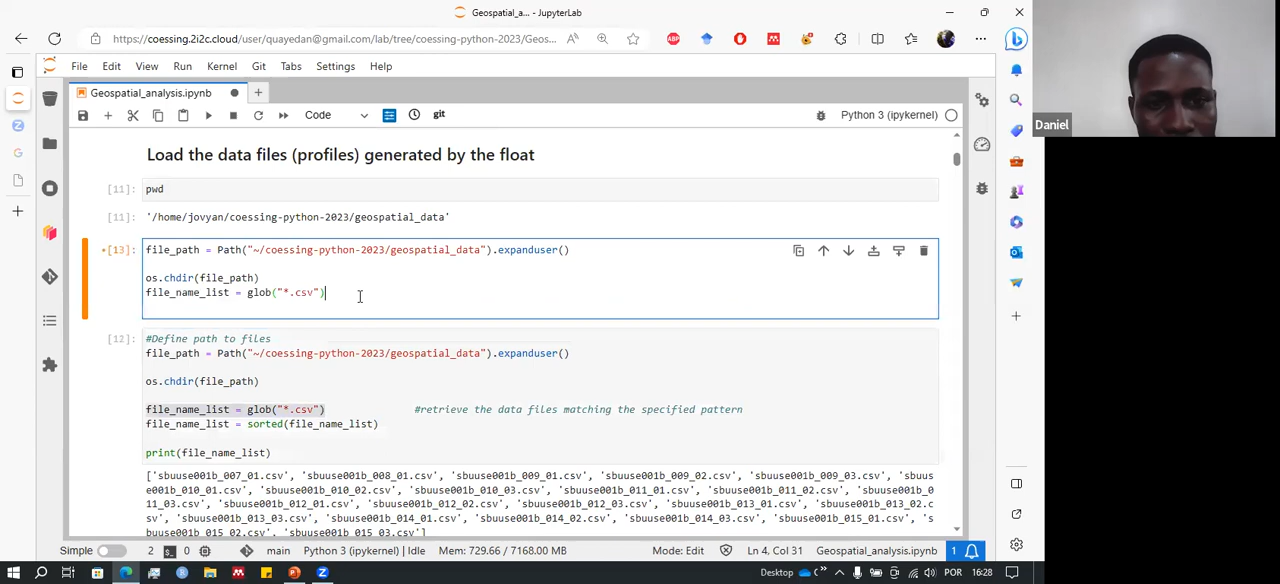 Geospatial_a... - JupyterLab
https://coessing.2i2c.cloud/user/quayedan@gmail.com/lab/tree/coessing-python-2023/Geos...
ABP
File Edit View Run Kernel Git Tabs Settings Help
Geospatial_analysis.ipynb
Code
git
Python 3 (ipykernel)
Daniel
Load the data files (profiles) generated by the float
[11]: pwd
[11]: '/home/jovyan/coessing-python-2023/geospatial_data'
[13]: file_path = Path("~/coessing-python-2023/geospatial_data").expanduser()
os.chdir(file_path)
file_name_list = glob("*.csv")
[12]: #Define path to files
file_path = Path("~/coessing-python-2023/geospatial_data").expanduser()
os.chdir(file_path)
file_name_list = glob("*.csv") #retrieve the data files matching the specified pattern
file_name_list = sorted(file_name_list)
print(file_name_list)
['sbuuse001b_007_01.csv', 'sbuuse001b_008_01.csv', 'sbuuse001b_009_01.csv', 'sbuuse001b_009_02.csv', 'sbuuse001b_009_03.csv', 'sbuus
e001b_010_01.csv', 'sbuuse001b_010_02.csv', 'sbuuse001b_010_03.csv', 'sbuuse001b_011_01.csv', 'sbuuse001b_011_02.csv', 'sbuuse001b_0
11_03.csv', 'sbuuse001b_012_01.csv', 'sbuuse001b_012_02.csv', 'sbuuse001b_012_03.csv', 'sbuuse001b_013_01.csv', 'sbuuse001b_013_02.c
sv', 'sbuuse001b_013_03.csv', 'sbuuse001b_014_01.csv', 'sbuuse001b_014_02.csv', 'sbuuse001b_014_03.csv', 'sbuuse001b_015_01.csv', 'sb
uuse001b_015_02.csv', 'sbuuse001b_015_03.csv']
Simple 2 0 main Python 3 (ipykernel) | Idle Mem: 729.66 / 7168.00 MB Mode: Edit Ln 4, Col 31 Geospatial_analysis.ipynb 1
Desktop POR 16:28